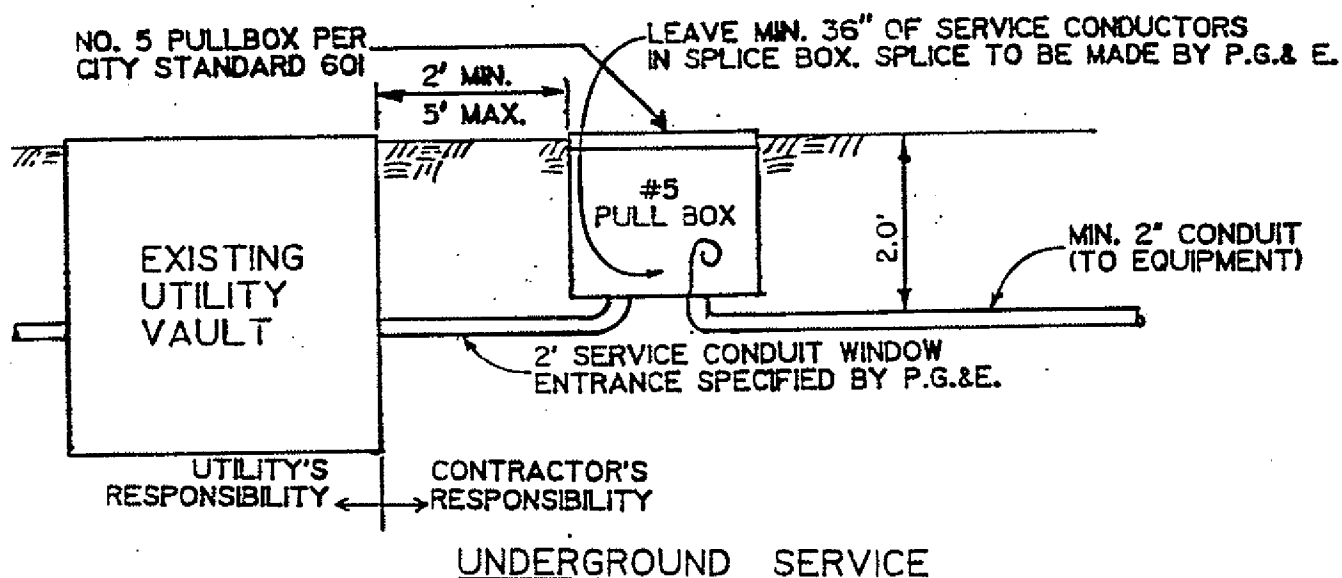 NO. 5 PULLBOX PER
CITY STANDARD 601
LEAVE MIN. 36" OF SERVICE CONDUCTORS
IN SPLICE BOX. SPLICE TO BE MADE BY P.G.& E.
2' MIN.
5' MAX.
#5
PULL BOX
2.0'
MIN. 2" CONDUIT
(TO EQUIPMENT)
EXISTING
UTILITY
VAULT
2' SERVICE CONDUIT WINDOW
ENTRANCE SPECIFIED BY P.G.&E.
UTILITY'S
RESPONSIBILITY
CONTRACTOR'S
RESPONSIBILITY
UNDERGROUND SERVICE